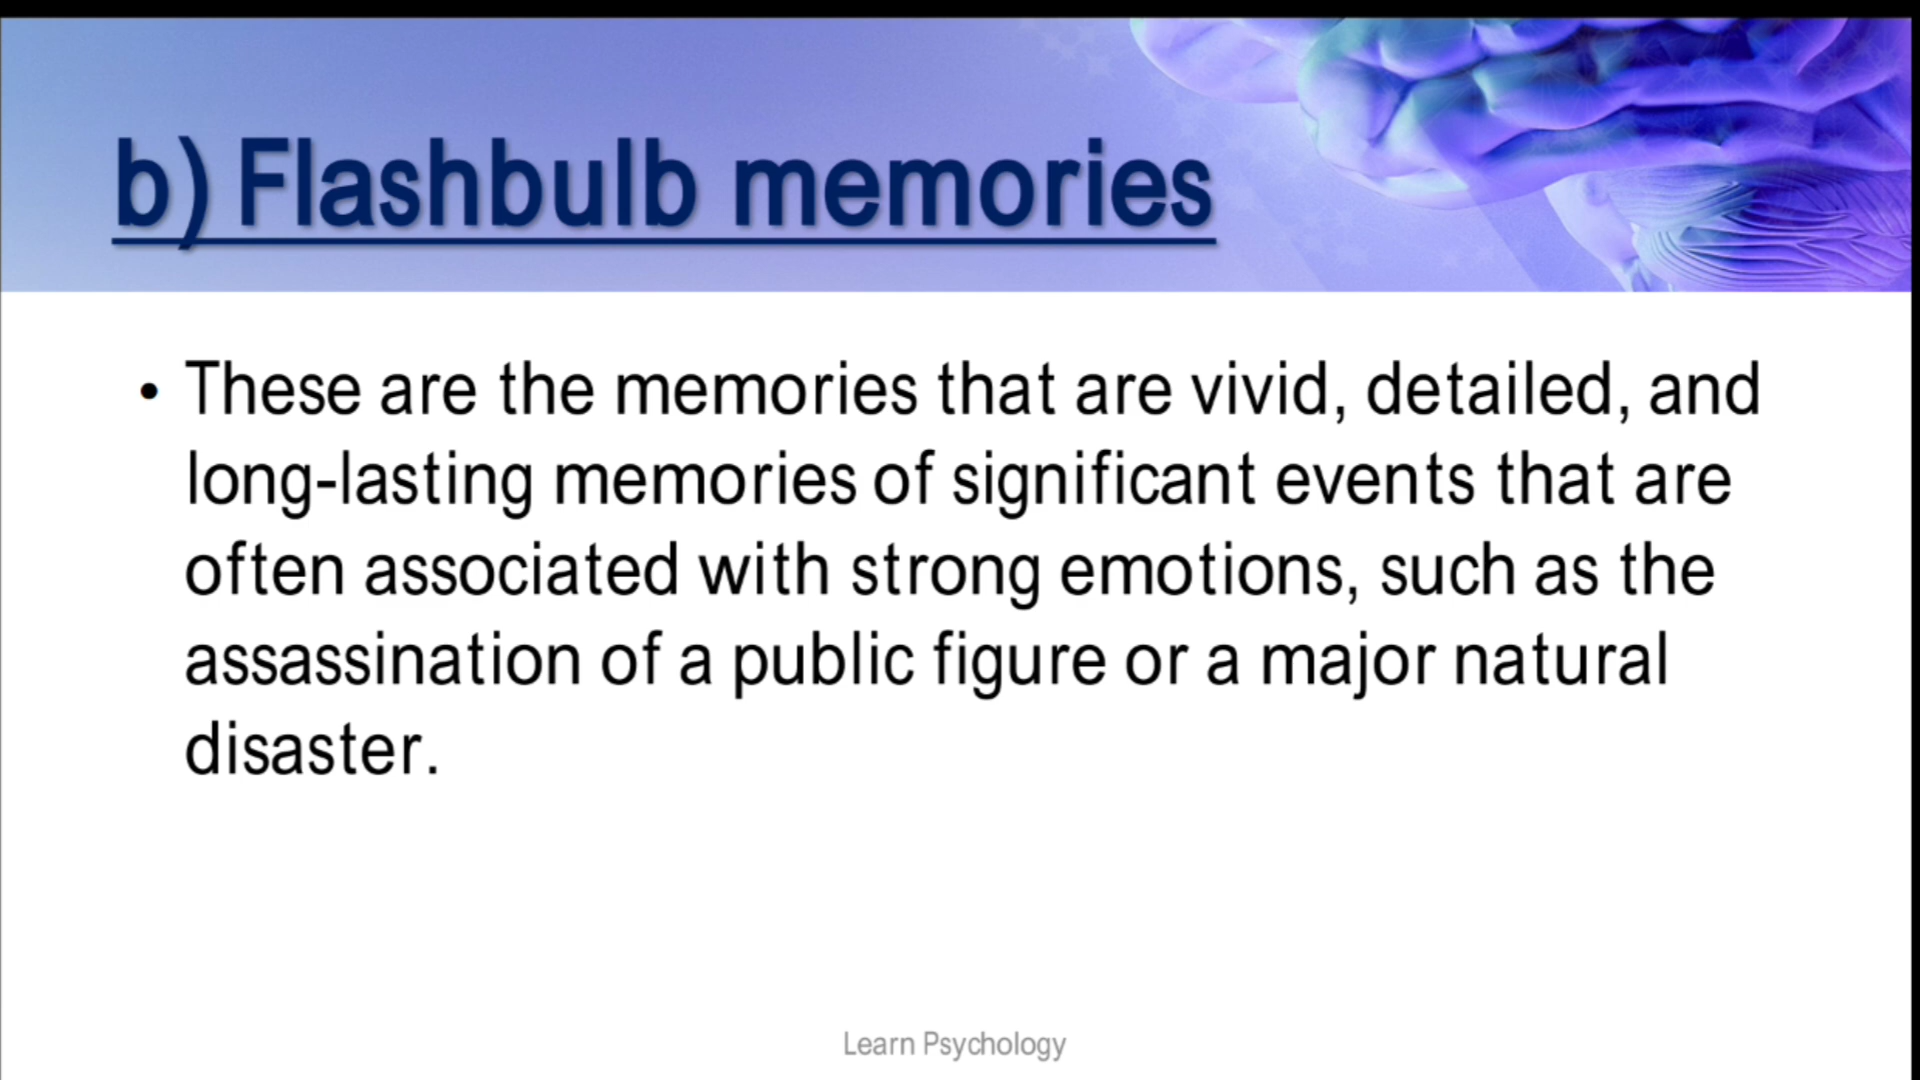 b) Flashbulb memories
• These are the memories that are vivid, detailed, and
long-lasting memories of significant events that are
often associated with strong emotions, such as the
assassination of a public figure or a major natural
disaster.
Learn Psychology